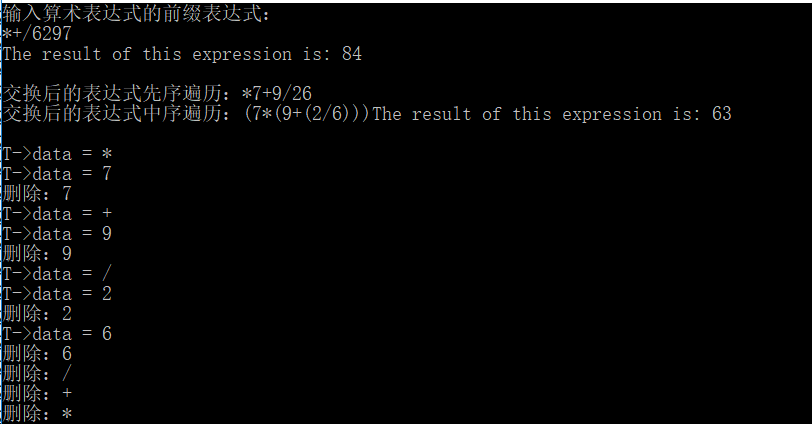 输入算术表达式的前缀表达式：
*+/6297
The result of this expression is: 84
交换后的表达式先序遍历：*7+9/26
交换后的表达式中序遍历：(7*(9+(2/6)))The result of this expression is: 63
T->data = *
T->data = 7
删除：7
T->data = +
T->data = 9
删除：9
T->data = /
T->data = 2
删除：2
T->data = 6
删除：6
删除：/
删除：+
删除：*